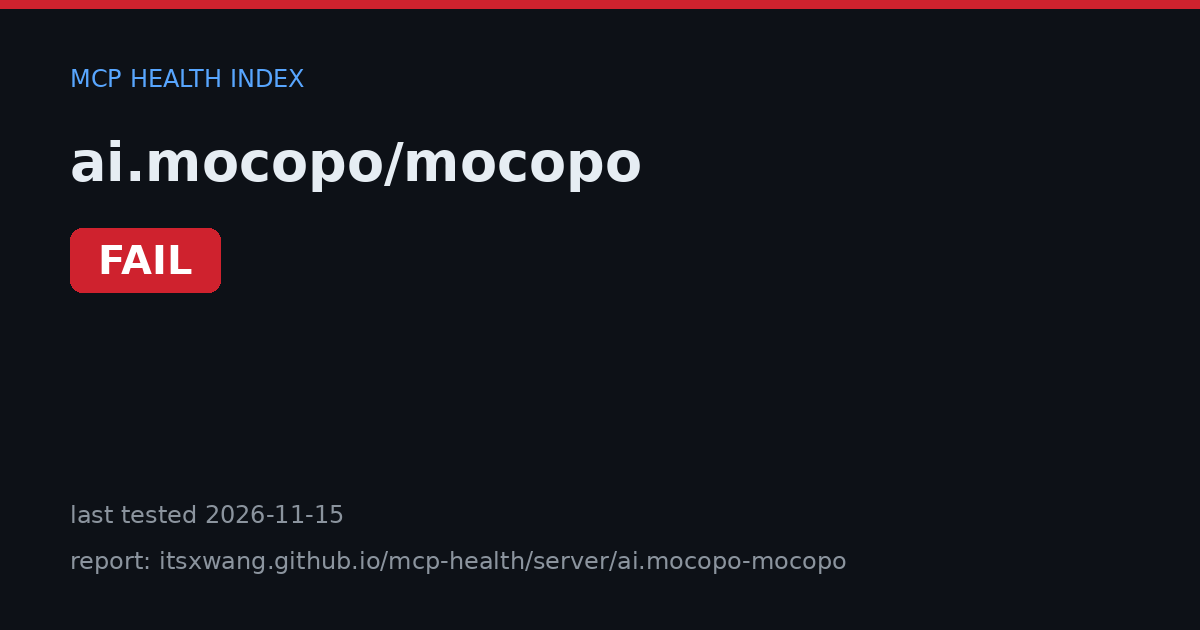 MCP HEALTH INDEX
ai.mocopo/mocopo
FAIL
last tested 2026-11-15
report: itsxwang.github.io/mcp-health/server/ai.mocopo-mocopo